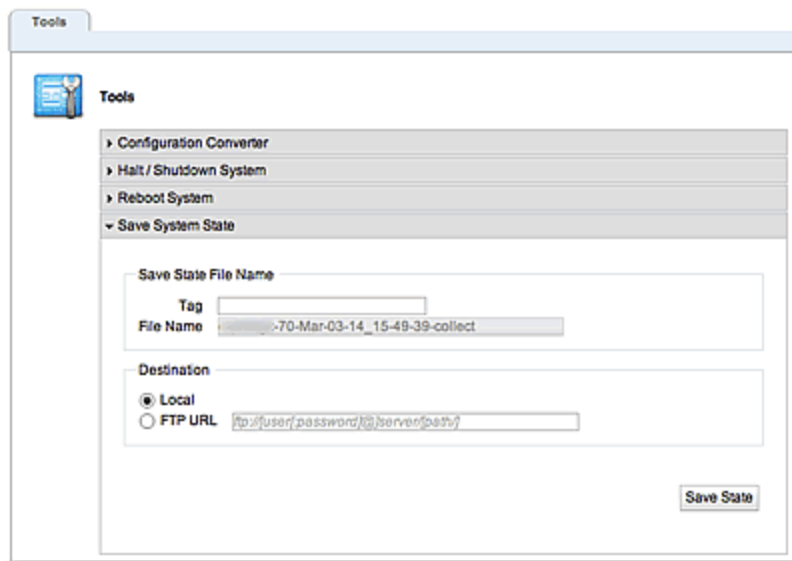 Tools
Tools
Configuration Converter
Halt / Shutdown System
Reboot System
Save System State
Save State File Name
Tag
File Name -70-Mar-03-14_15-49-39-collect
Destination
Local
FTP URL ftp://[user[:password]@]server/[path/]
Save State